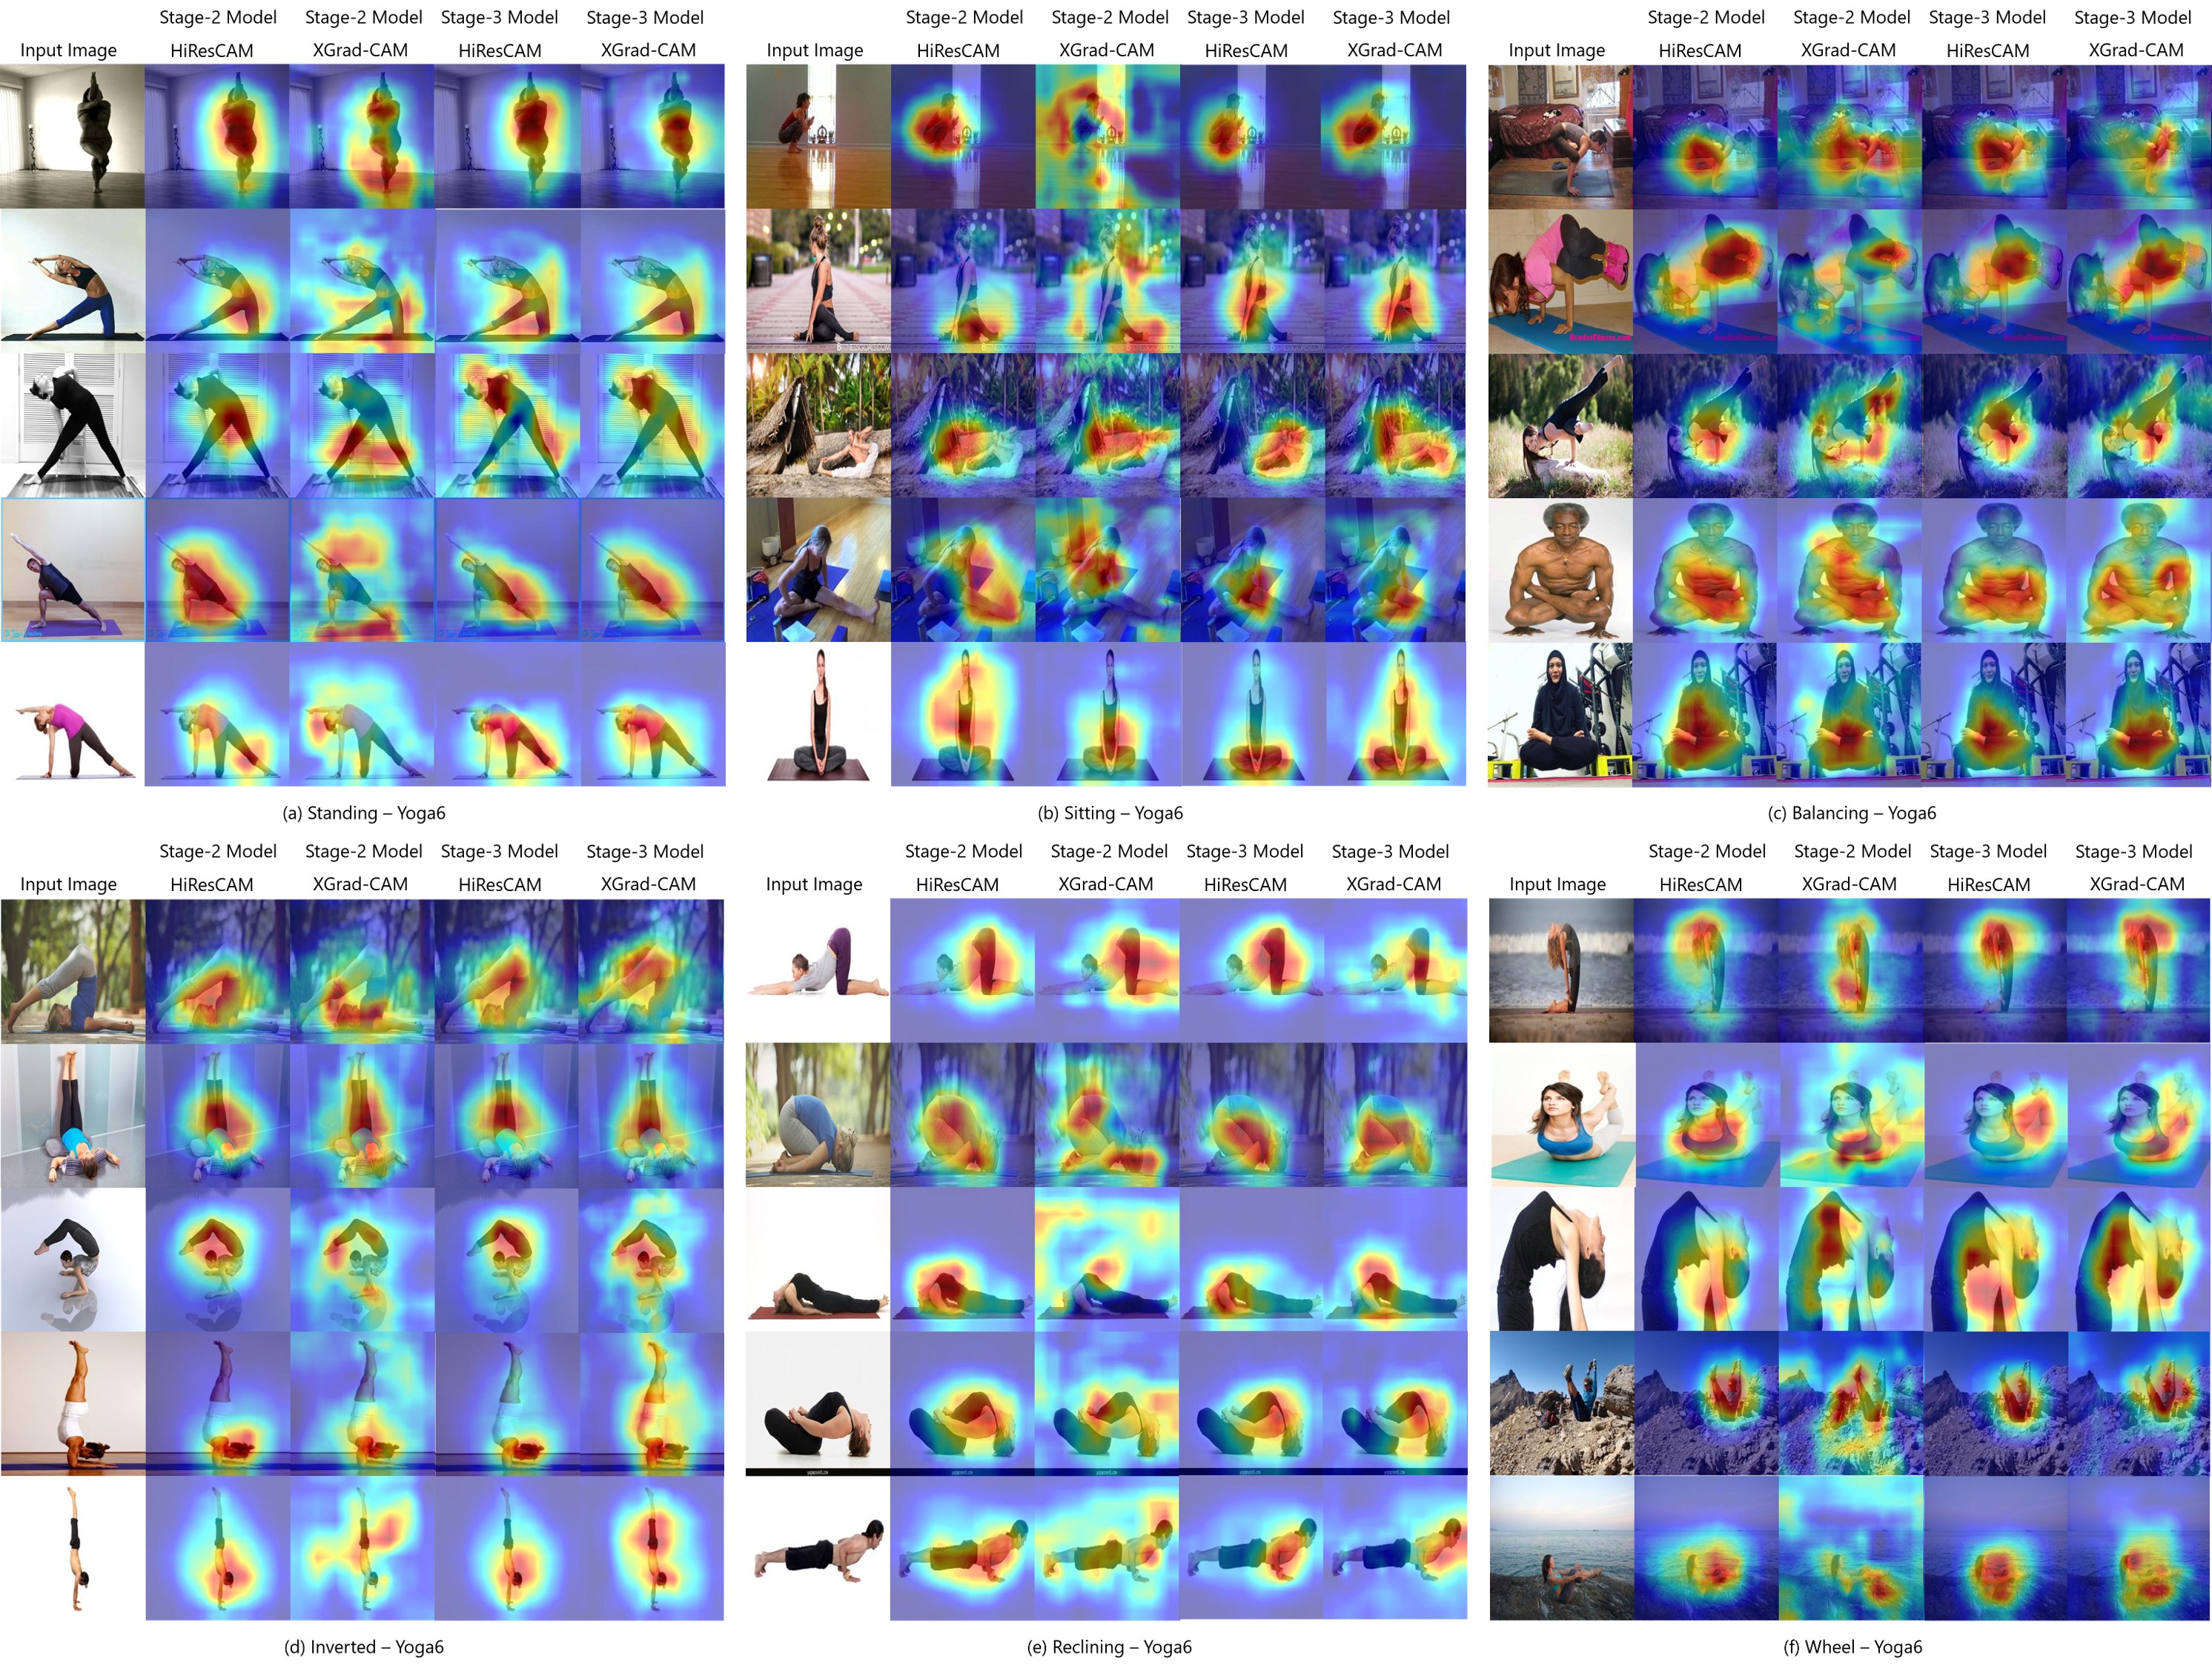 Stage-2 Model Stage-2 Model Stage-3 Model Stage-3 Model
Input Image HiResCAM XGrad-CAM HiResCAM XGrad-CAM
(a) Standing – Yoga6
Stage-2 Model Stage-2 Model Stage-3 Model Stage-3 Model
Input Image HiResCAM XGrad-CAM HiResCAM XGrad-CAM
(b) Sitting – Yoga6
Stage-2 Model Stage-2 Model Stage-3 Model Stage-3 Model
Input Image HiResCAM XGrad-CAM HiResCAM XGrad-CAM
(c) Balancing – Yoga6
Stage-2 Model Stage-2 Model Stage-3 Model Stage-3 Model
Input Image HiResCAM XGrad-CAM HiResCAM XGrad-CAM
(d) Inverted – Yoga6
Stage-2 Model Stage-2 Model Stage-3 Model Stage-3 Model
Input Image HiResCAM XGrad-CAM HiResCAM XGrad-CAM
(e) Reclining – Yoga6
Stage-2 Model Stage-2 Model Stage-3 Model Stage-3 Model
Input Image HiResCAM XGrad-CAM HiResCAM XGrad-CAM
(f) Wheel – Yoga6